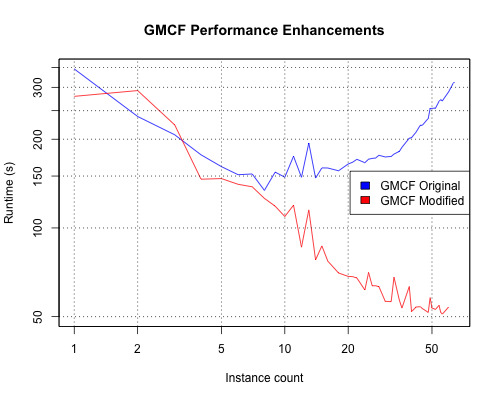 GMCF Performance Enhancements
Runtime (s)
300
200
150
100
50
GMCF Original
GMCF Modified
1 2 5 10 20 50
Instance count